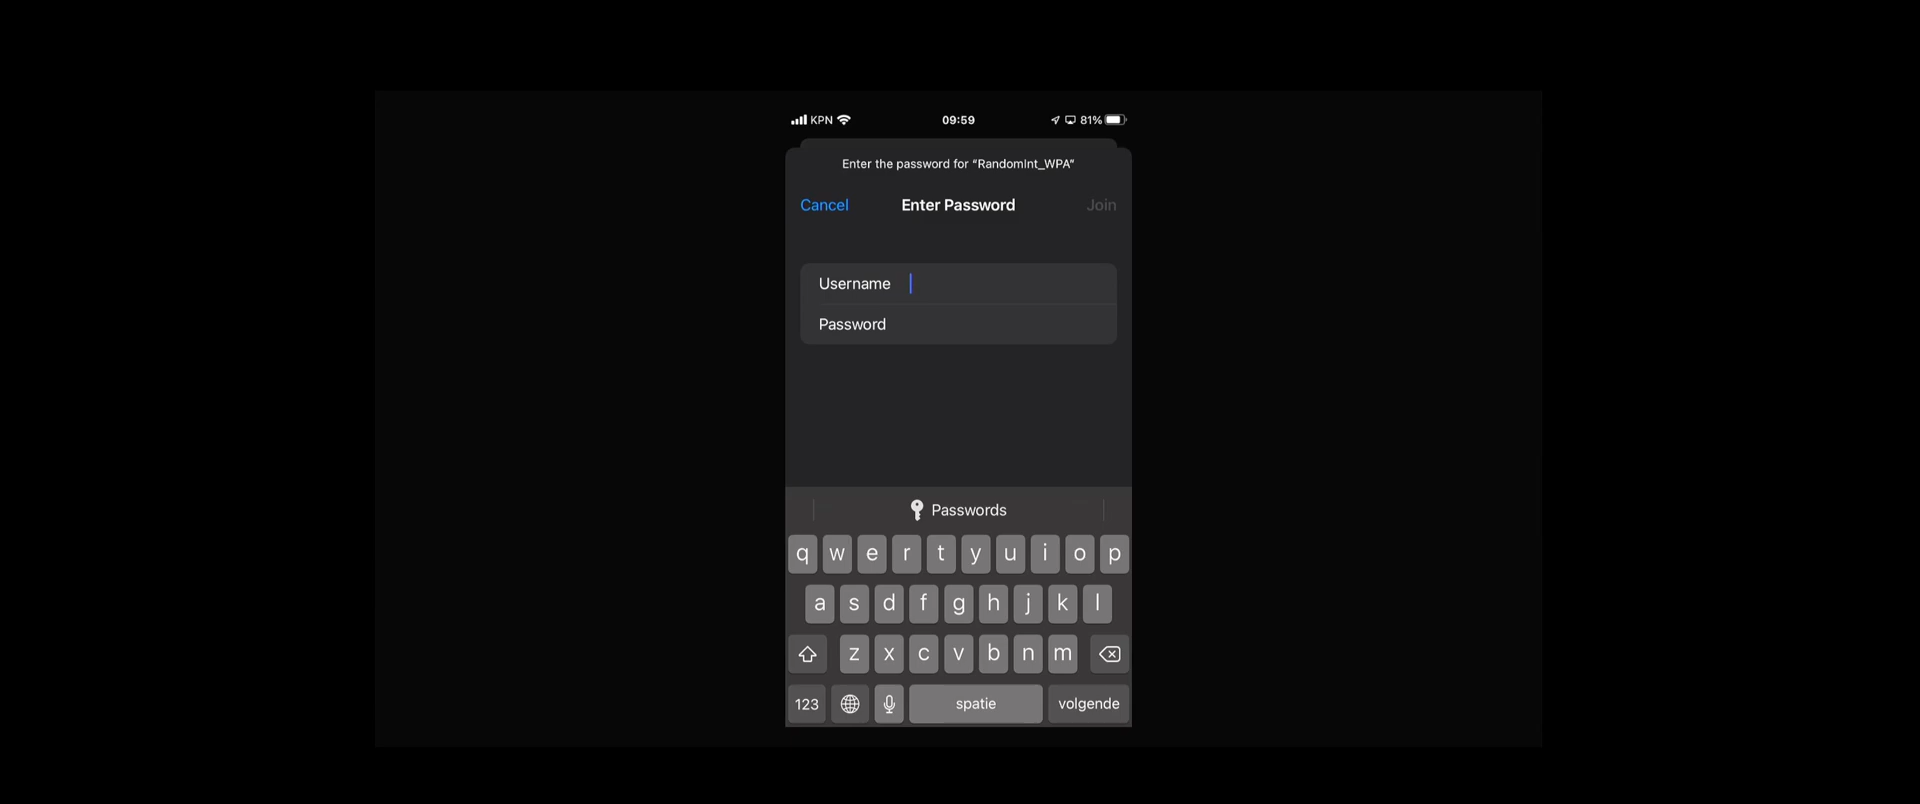 KPN 09:59 81%
Enter the password for “RandomInt_WPA”
Cancel Enter Password Join
Username
Password
Passwords
q w e r t y u i o p
a s d f g h j k l
z x c v b n m
123 spatie volgende